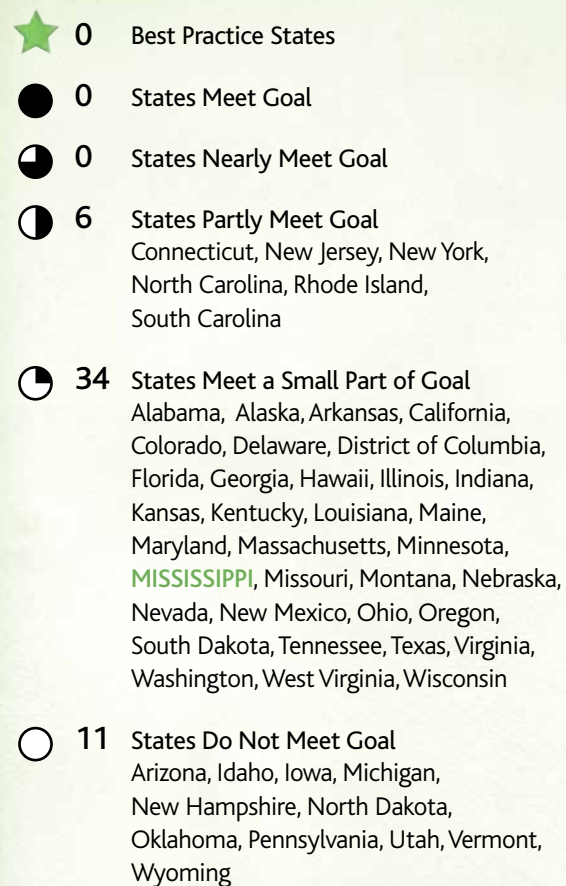 0 Best Practice States
0 States Meet Goal
0 States Nearly Meet Goal
6 States Partly Meet Goal
Connecticut, New Jersey, New York,
North Carolina, Rhode Island,
South Carolina
34 States Meet a Small Part of Goal
Alabama, Alaska, Arkansas, California,
Colorado, Delaware, District of Columbia,
Florida, Georgia, Hawaii, Illinois, Indiana,
Kansas, Kentucky, Louisiana, Maine,
Maryland, Massachusetts, Minnesota,
MISSISSIPPI, Missouri, Montana, Nebraska,
Nevada, New Mexico, Ohio, Oregon,
South Dakota, Tennessee, Texas, Virginia,
Washington, West Virginia, Wisconsin
11 States Do Not Meet Goal
Arizona, Idaho, Iowa, Michigan,
New Hampshire, North Dakota,
Oklahoma, Pennsylvania, Utah, Vermont,
Wyoming